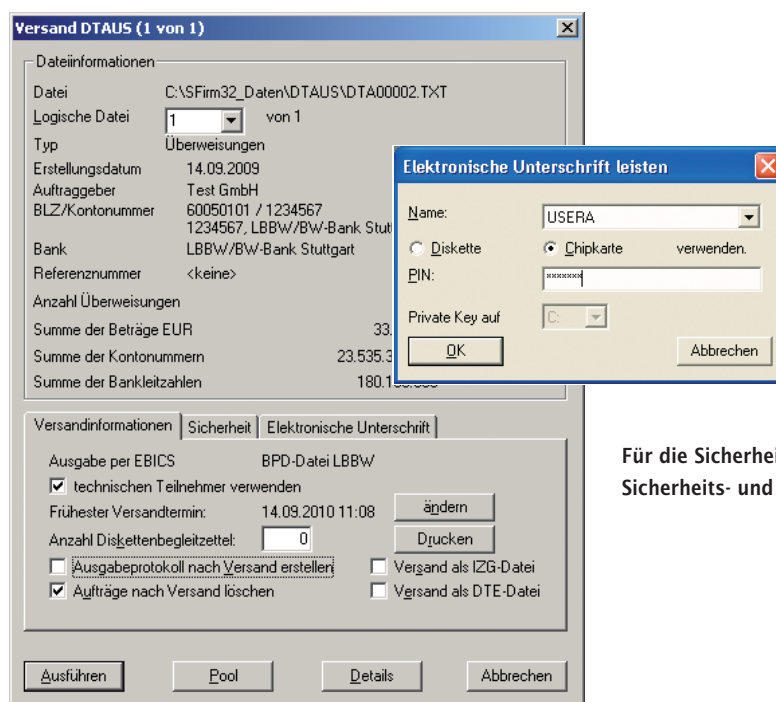 Versand DTAUS (1 von 1)
Dateiinformationen
Datei C:\SFirm32_Daten\DTAUS\DTA00002.TXT
Logische Datei 1 von 1
Typ Überweisungen
Erstellungsdatum 14.09.2009
Auftraggeber Test GmbH
BLZ/Kontonummer 60050101 / 1234567
1234567, LBBW/BW-Bank Stut
Bank LBBW/BW-Bank Stuttgart
Referenznummer <keine>
Anzahl Überweisungen
Summe der Beträge EUR 33.
Summe der Kontonummern 23.535.3
Summe der Bankleitzahlen
Versandinformationen Sicherheit Elektronische Unterschrift
Ausgabe per EBICS BPD-Datei LBBW
technischen Teilnehmer verwenden
Frühester Versandtermin: 14.09.2010 11:08 ändern
Anzahl Diskettenbegleitzettel: 0 Drucken
Ausgabeprotokoll nach Versand erstellen Versand als IZG-Datei
Aufträge nach Versand löschen Versand als DTE-Datei
Ausführen Pool Details Abbrechen
Elektronische Unterschrift leisten
Name: USERA
Diskette Chipkarte verwenden.
PIN: xxxxxxx
Private Key auf C:
OK Abbrechen
Für die Sicherhei
Sicherheits- und